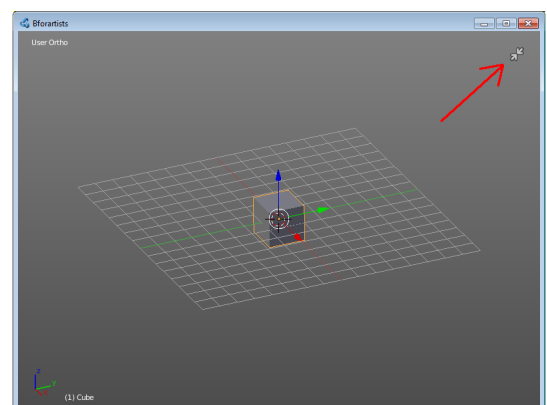 Bforartists
User Ortho
z
y
(1) Cube